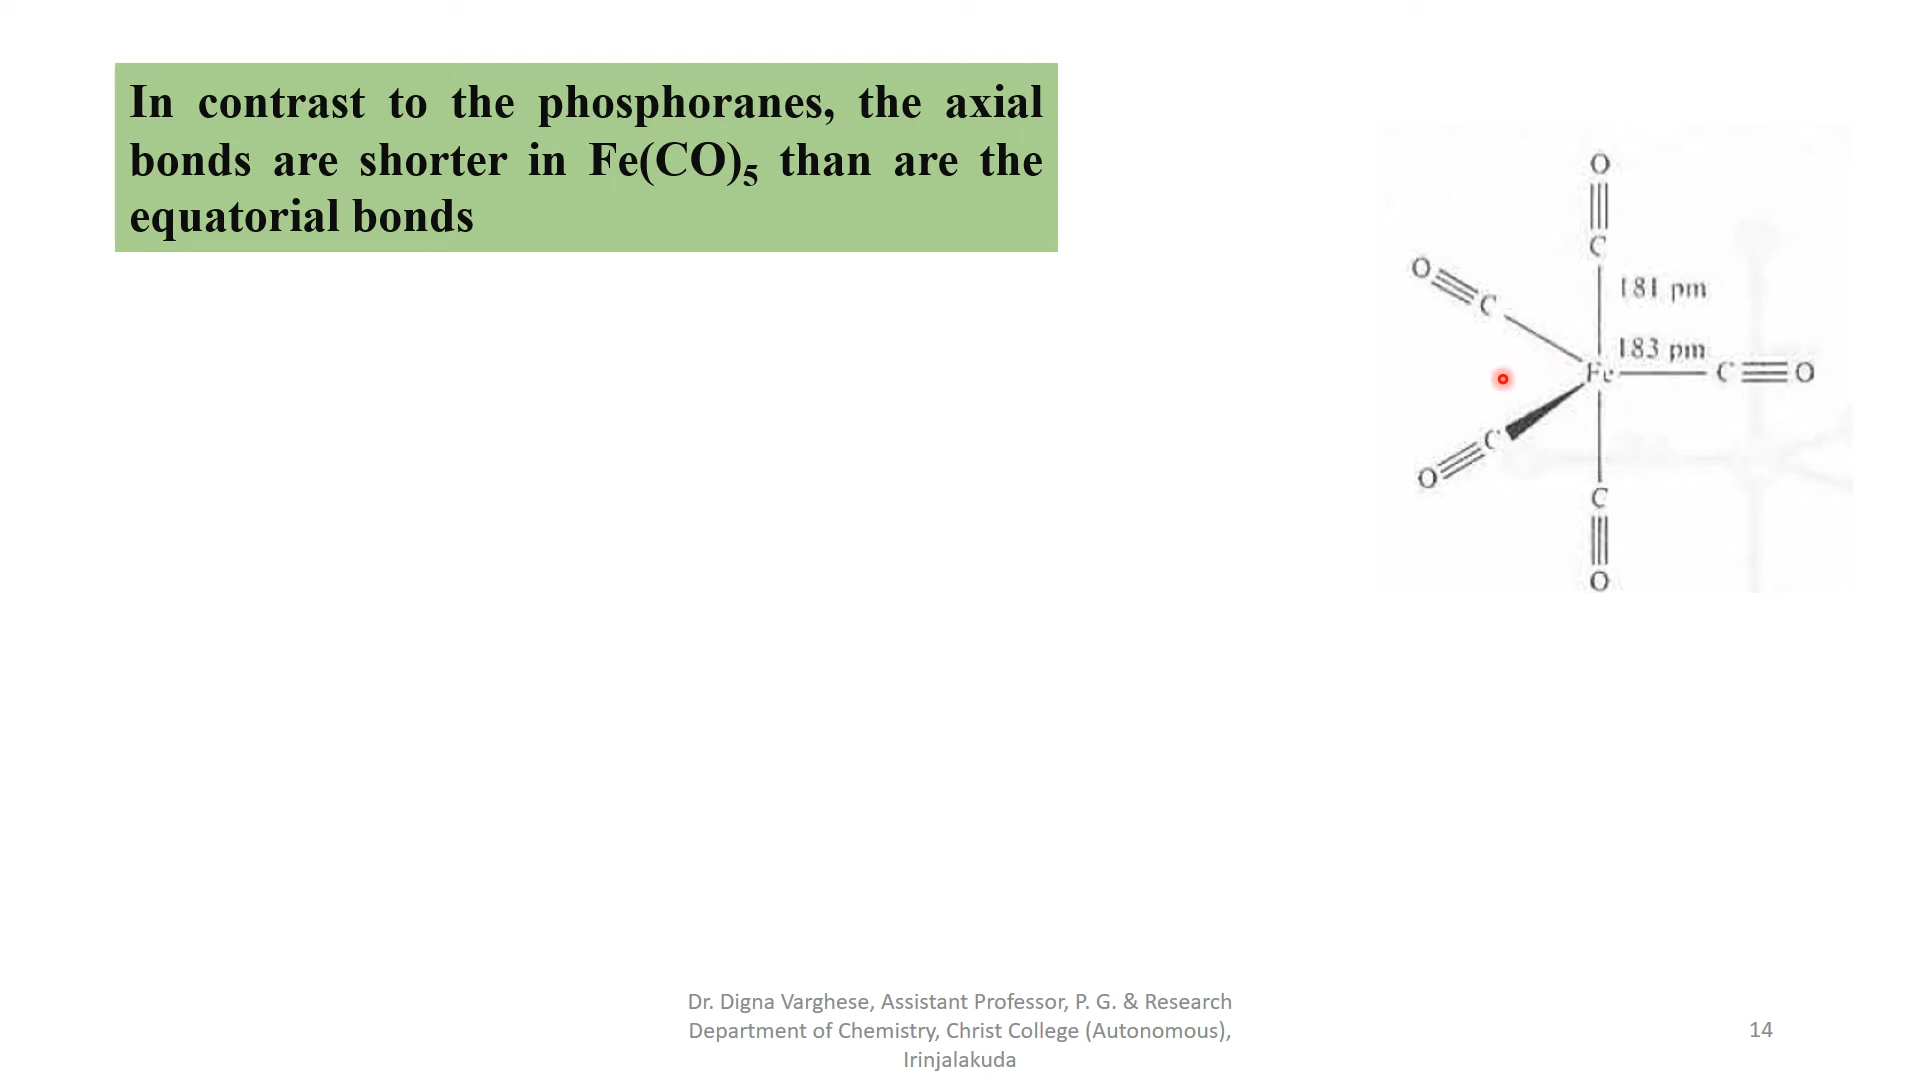 In contrast to the phosphoranes, the axial
bonds are shorter in Fe(CO)₅ than are the
equatorial bonds
O
C
181 pm
O C
183 pm
Fe C O
C
O
C
O
Dr. Digna Varghese, Assistant Professor, P. G. & Research
Department of Chemistry, Christ College (Autonomous),
Irinjalakuda
14